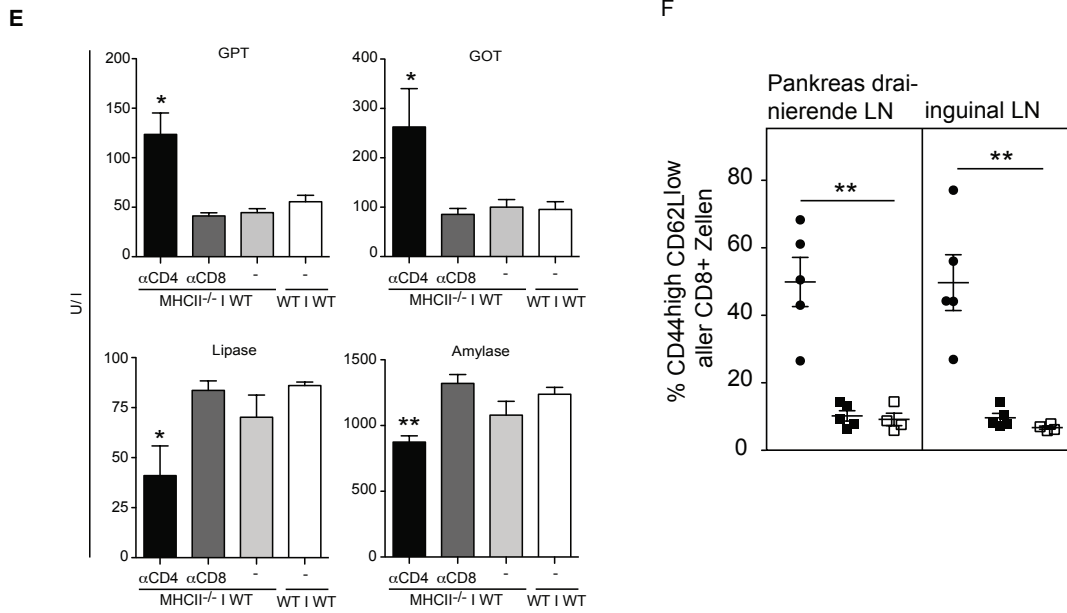 E
F
U/l
GPT
200
150
100
50
0
*
αCD4 αCD8 - -
MHCII-/- I WT WT I WT
GOT
400
300
200
100
0
*
αCD4 αCD8 - -
MHCII-/- I WT WT I WT
Lipase
100
75
50
25
0
*
αCD4 αCD8 - -
MHCII-/- I WT WT I WT
Amylase
1500
1000
500
0
**
αCD4 αCD8 - -
MHCII-/- I WT WT I WT
Pankreas drai-
nierende LN
inguinal LN
% CD44high CD62Llow
aller CD8+ Zellen
80
60
40
20
0
**
**